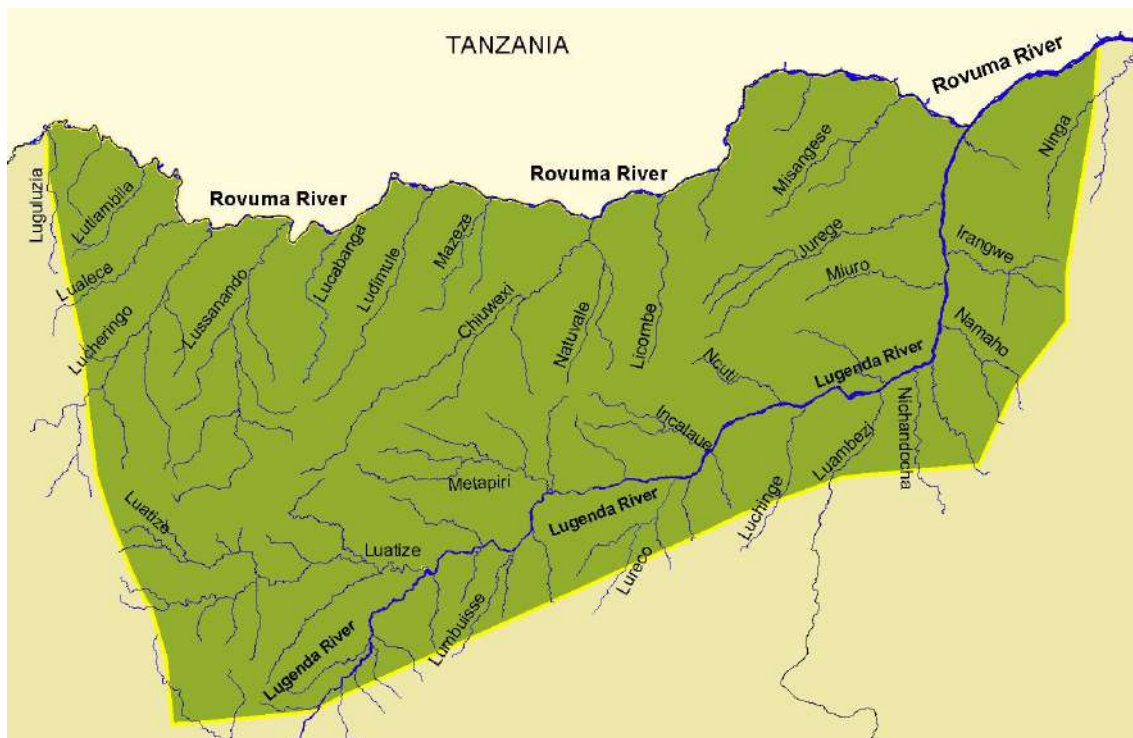 TANZANIA
Rovuma River
Ninga
Misangese
Rovuma River
Rovuma River
Luguluzia
Lutiambila
Lualece
Lucheringo
Lussanando
Lucabanga
Ludimule
Mazeze
Chiuwexi
Natuvale
Licombe
Jurege
Miuro
Irangwe
Namaho
Ncuti
Lugenda River
Incalaue
Nichandocha
Luambezi
Luchinge
Metapiri
Lugenda River
Luatize
Luatize
Lureco
Lumbuisse
Lugenda River